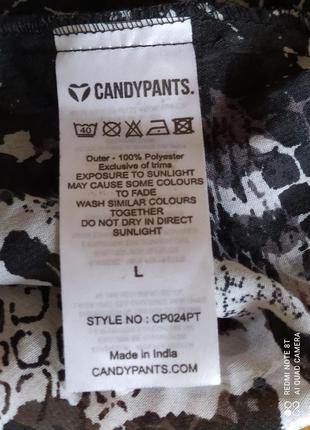 CANDYPANTS.
40
Outer - 100% Polyester
Exclusive of trims
EXPOSURE TO SUNLIGHT
MAY CAUSE SOME COLOURS
TO FADE
WASH SIMILAR COLOURS
TOGETHER
DO NOT DRY IN DIRECT
SUNLIGHT
L
STYLE NO : CP024PT
Made in India
CANDYPANTS.COM
REDMI NOTE 8T
AI QUAD CAMERA